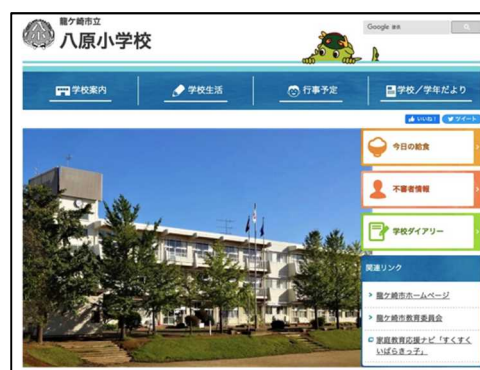 龍ケ崎市立
八原小学校
Google 検索
学校案内
学校生活
行事予定
学校／学年だより
いいね！
ツイート
今日の給食
不審者情報
学校ダイアリー
関連リンク
龍ケ崎市ホームページ
龍ケ崎市教育委員会
家庭教育応援ナビ「すくすく
いばらきっ子」